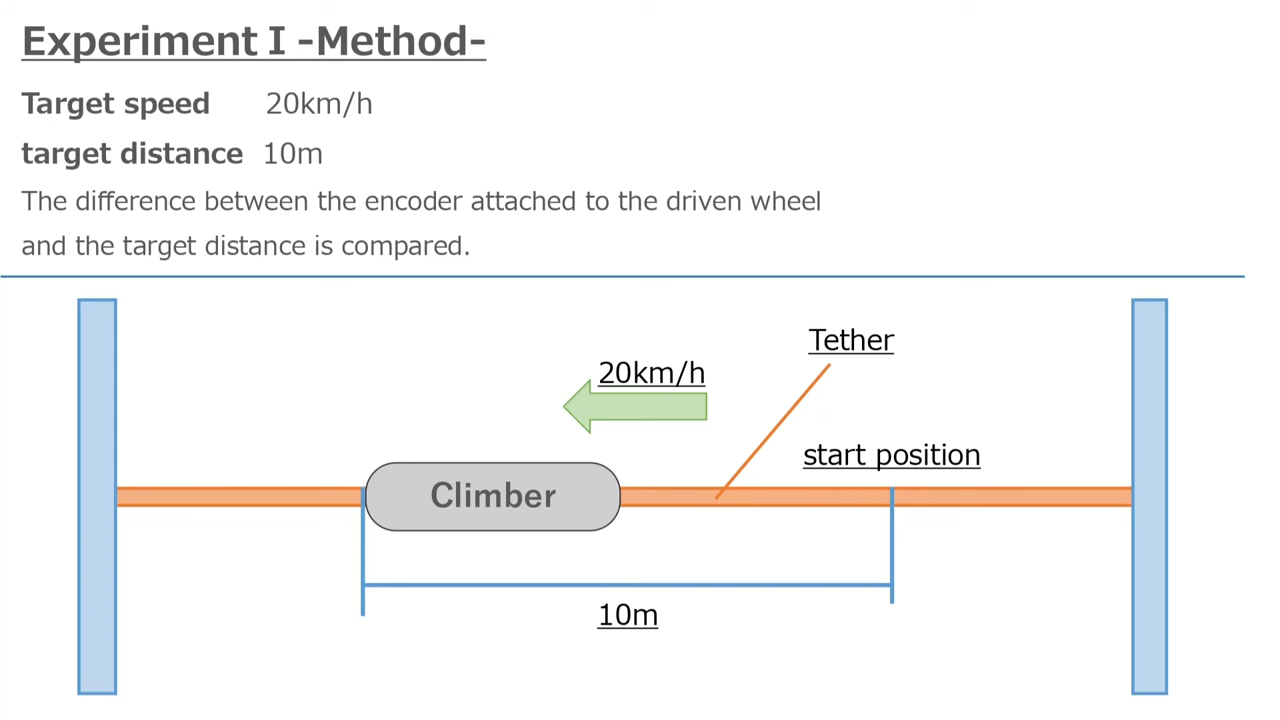 Experiment I -Method-
Target speed 20km/h
target distance 10m
The difference between the encoder attached to the driven wheel
and the target distance is compared.
Tether
20km/h
start position
Climber
10m